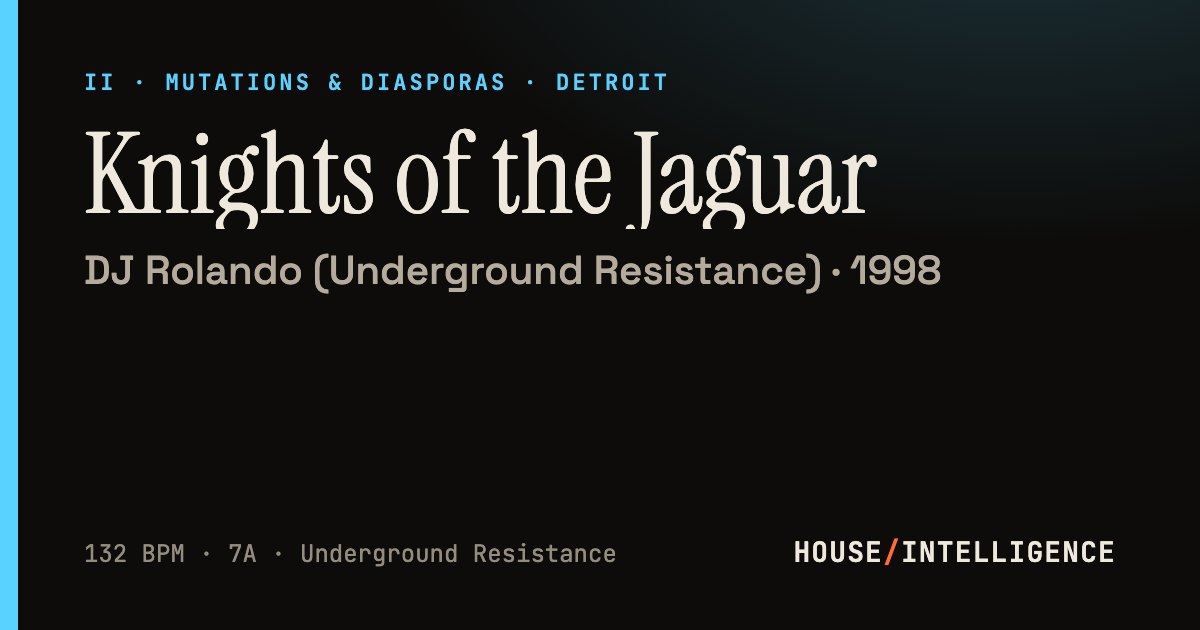 II · MUTATIONS & DIASPORAS · DETROIT
Knights of the Jaguar
DJ Rolando (Underground Resistance) · 1998
132 BPM · 7A · Underground Resistance
HOUSE/INTELLIGENCE